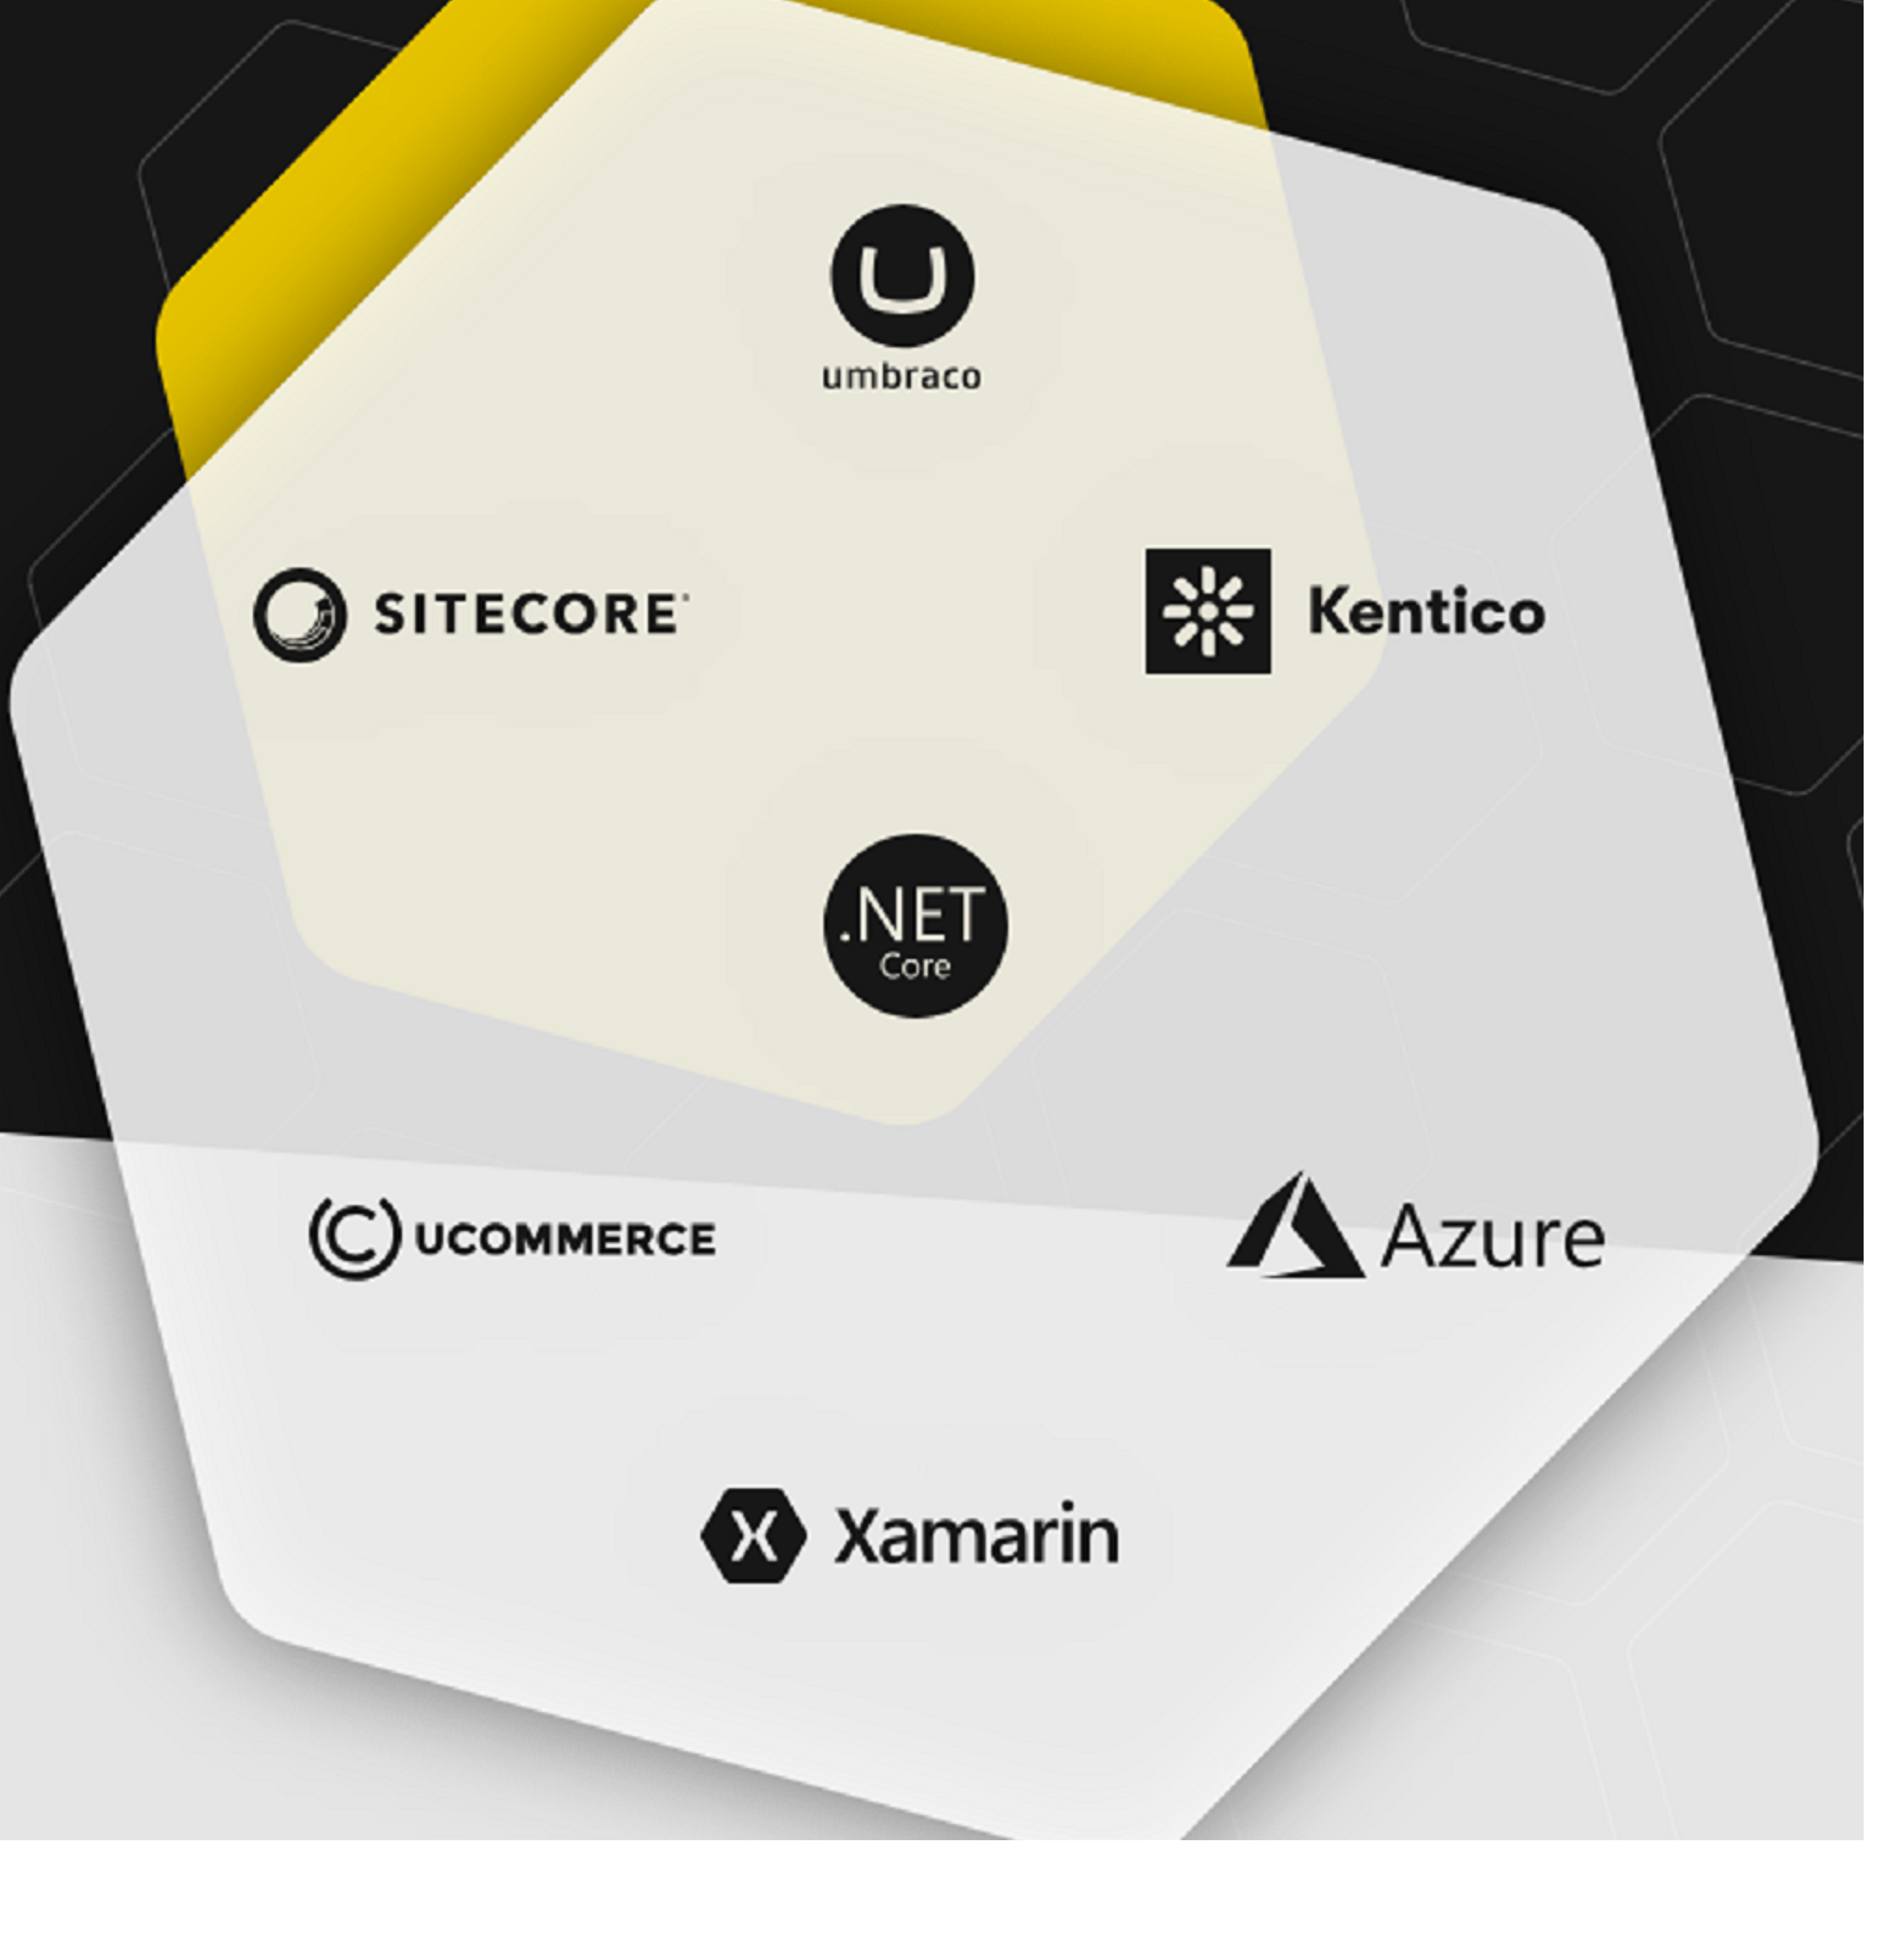 umbraco
SITECORE
Kentico
.NET
Core
UCOMMERCE
Azure
Xamarin